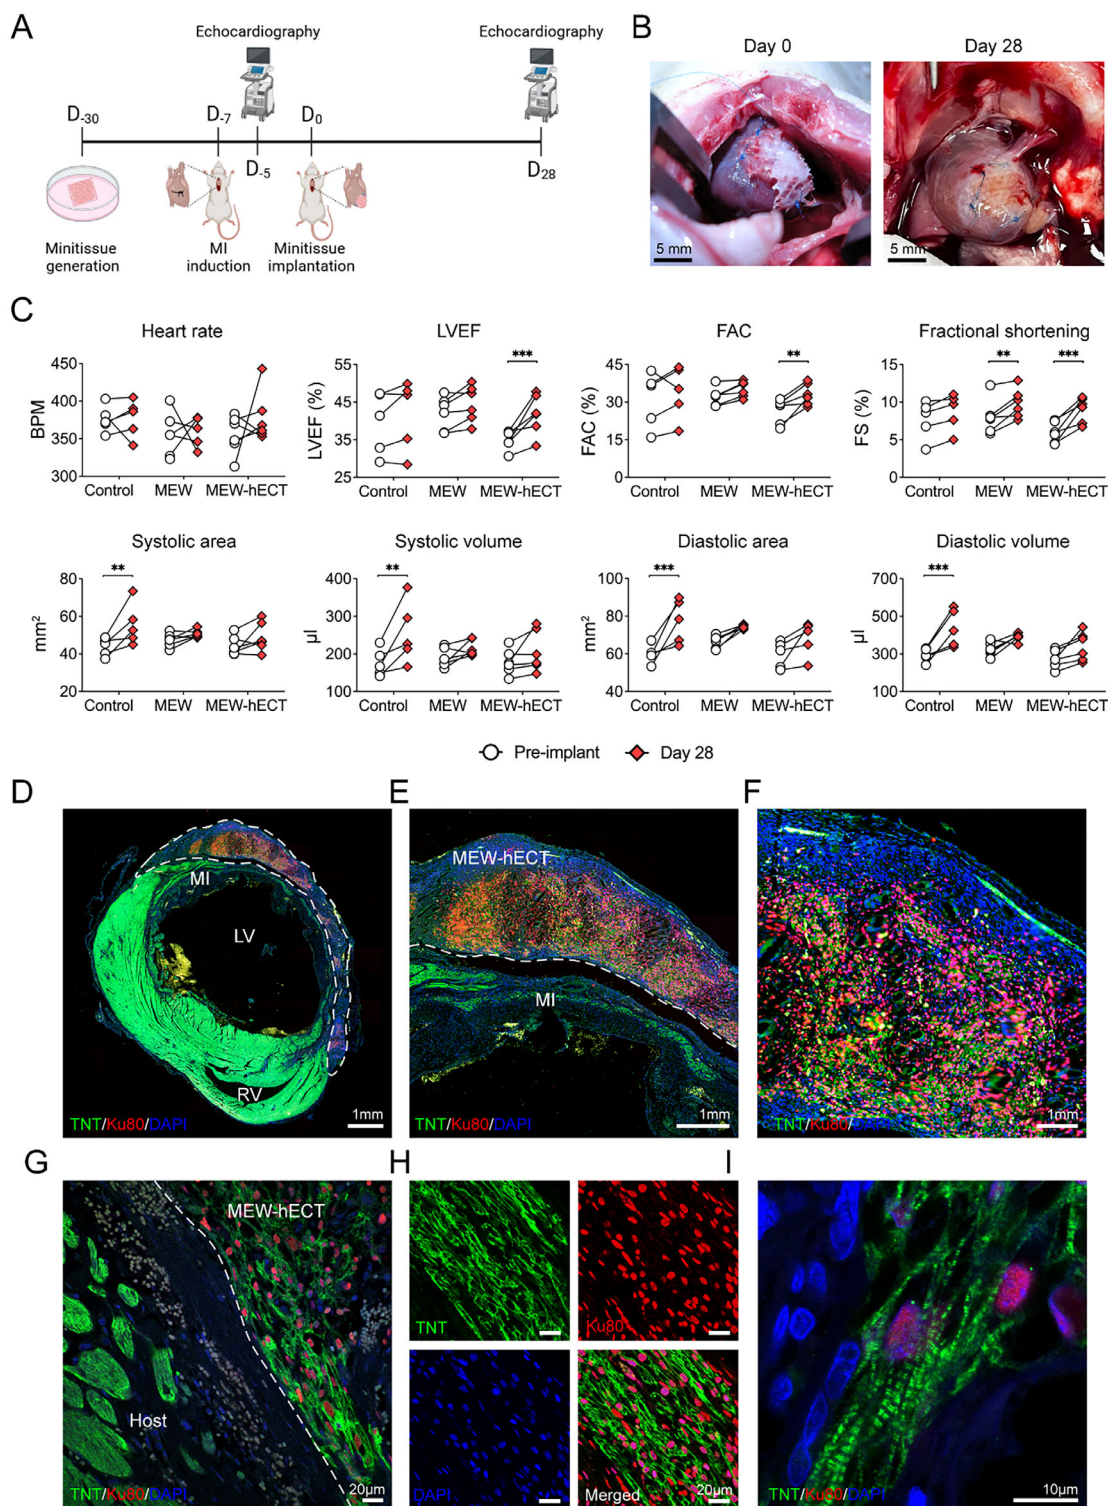 A
Echocardiography
Echocardiography
D-30
D-7
D0
D-5
D28
Minitissue
generation
MI
induction
Minitissue
implantation
B
Day 0
Day 28
5 mm
5 mm
C
Heart rate
LVEF
FAC
Fractional shortening
BPM
450
400
350
300
Control
MEW
MEW-hECT
LVEF (%)
55
45
35
25
***
Control
MEW
MEW-hECT
FAC (%)
45
30
15
0
**
Control
MEW
MEW-hECT
FS (%)
15
10
5
0
**
***
Control
MEW
MEW-hECT
Systolic area
Systolic volume
Diastolic area
Diastolic volume
mm²
80
60
40
20
**
Control
MEW
MEW-hECT
µl
400
300
200
100
**
Control
MEW
MEW-hECT
mm²
100
80
60
40
***
Control
MEW
MEW-hECT
µl
700
500
300
100
***
Control
MEW
MEW-hECT
Pre-implant
Day 28
D
MI
LV
RV
TNT/Ku80/DAPI
1mm
E
MEW-hECT
MI
TNT/Ku80/DAPI
1mm
F
TNT/Ku80/DAPI
1mm
G
MEW-hECT
Host
TNT/Ku80/DAPI
20µm
H
TNT
Ku80
DAPI
Merged
20µm
I
TNT/Ku80/DAPI
10µm